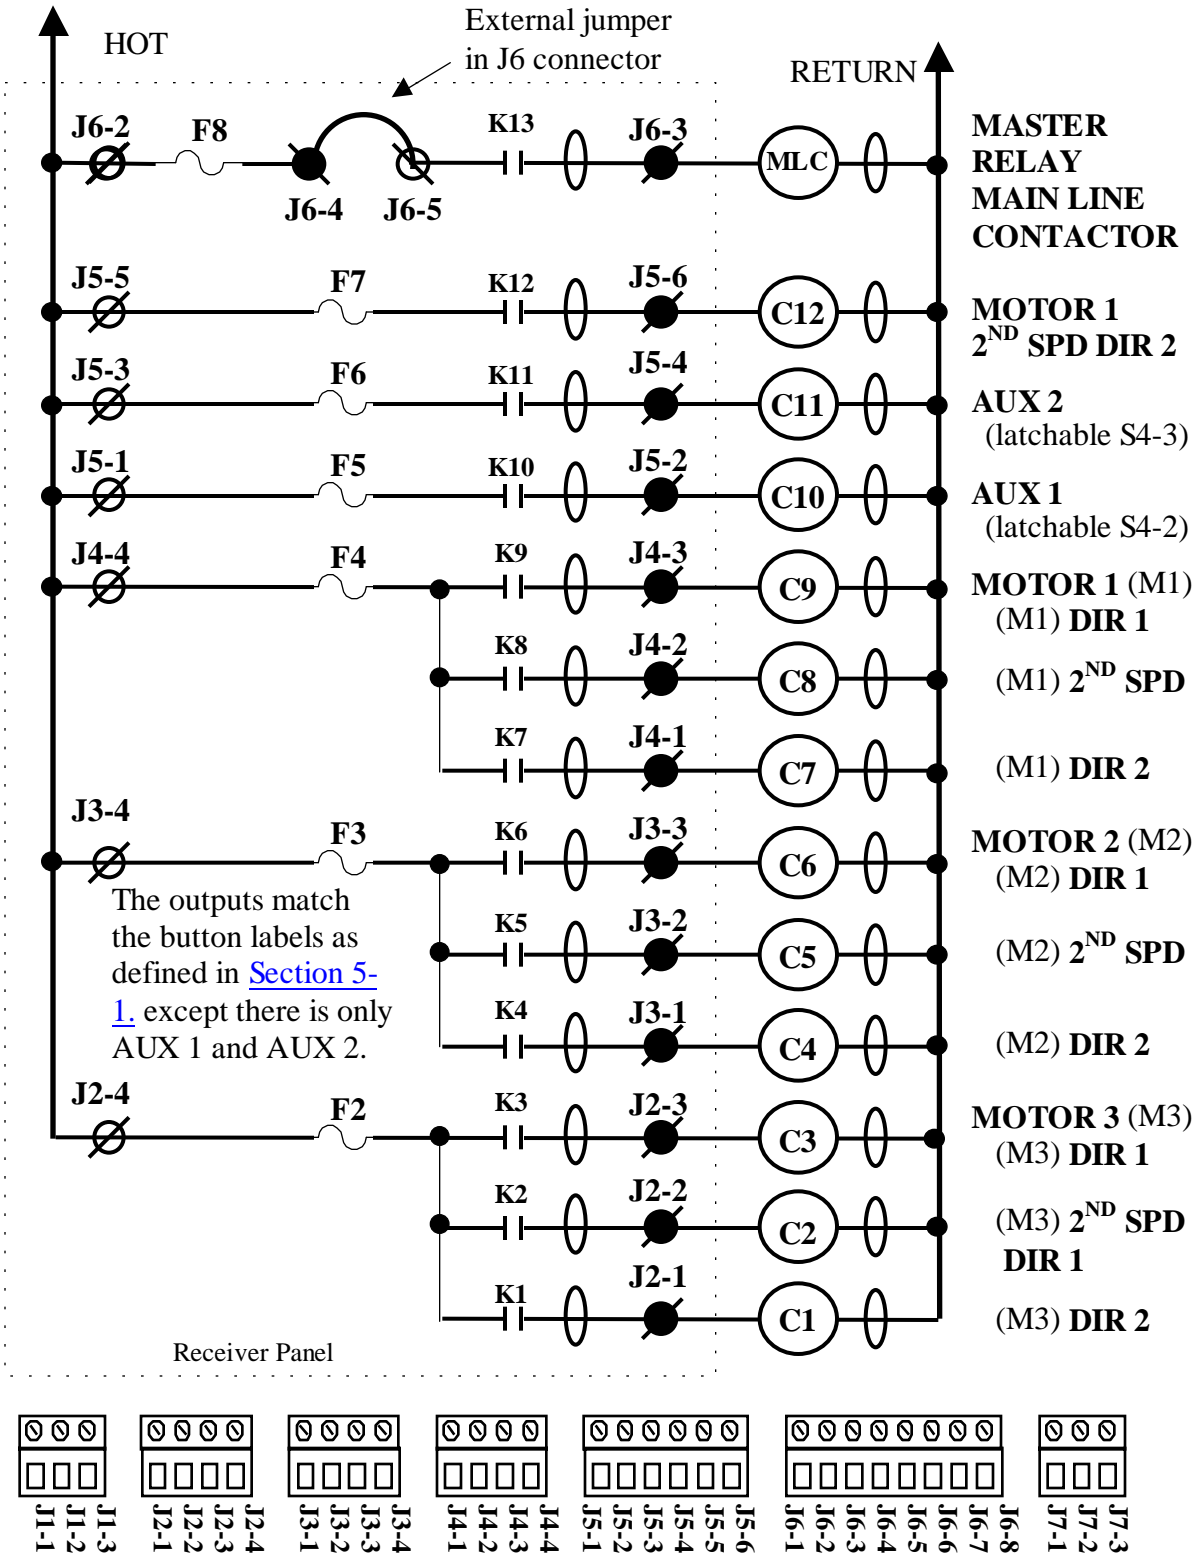 HOT
External jumper
in J6 connector
RETURN
J6-2
F8
K13
J6-3
MLC
J6-4
J6-5
MASTER
RELAY
MAIN LINE
CONTACTOR
J5-5
F7
K12
J5-6
C12
MOTOR 1
2ND SPD DIR 2
J5-3
F6
K11
J5-4
C11
AUX 2
(latchable S4-3)
J5-1
F5
K10
J5-2
C10
AUX 1
(latchable S4-2)
J4-4
F4
K9
J4-3
C9
MOTOR 1 (M1)
(M1) DIR 1
K8
J4-2
C8
(M1) 2ND SPD
K7
J4-1
C7
(M1) DIR 2
J3-4
F3
K6
J3-3
C6
MOTOR 2 (M2)
(M2) DIR 1
The outputs match
the button labels as
defined in Section 5-
1. except there is only
AUX 1 and AUX 2.
K5
J3-2
C5
(M2) 2ND SPD
K4
J3-1
C4
(M2) DIR 2
J2-4
F2
K3
J2-3
C3
MOTOR 3 (M3)
(M3) DIR 1
K2
J2-2
C2
(M3) 2ND SPD
DIR 1
K1
J2-1
C1
(M3) DIR 2
Receiver Panel
J1-1
J1-2
J1-3
J2-1
J2-2
J2-3
J2-4
J3-1
J3-2
J3-3
J3-4
J4-1
J4-2
J4-3
J4-4
J5-1
J5-2
J5-3
J5-4
J5-5
J5-6
J6-1
J6-2
J6-3
J6-4
J6-5
J6-6
J6-7
J6-8
J7-1
J7-2
J7-3